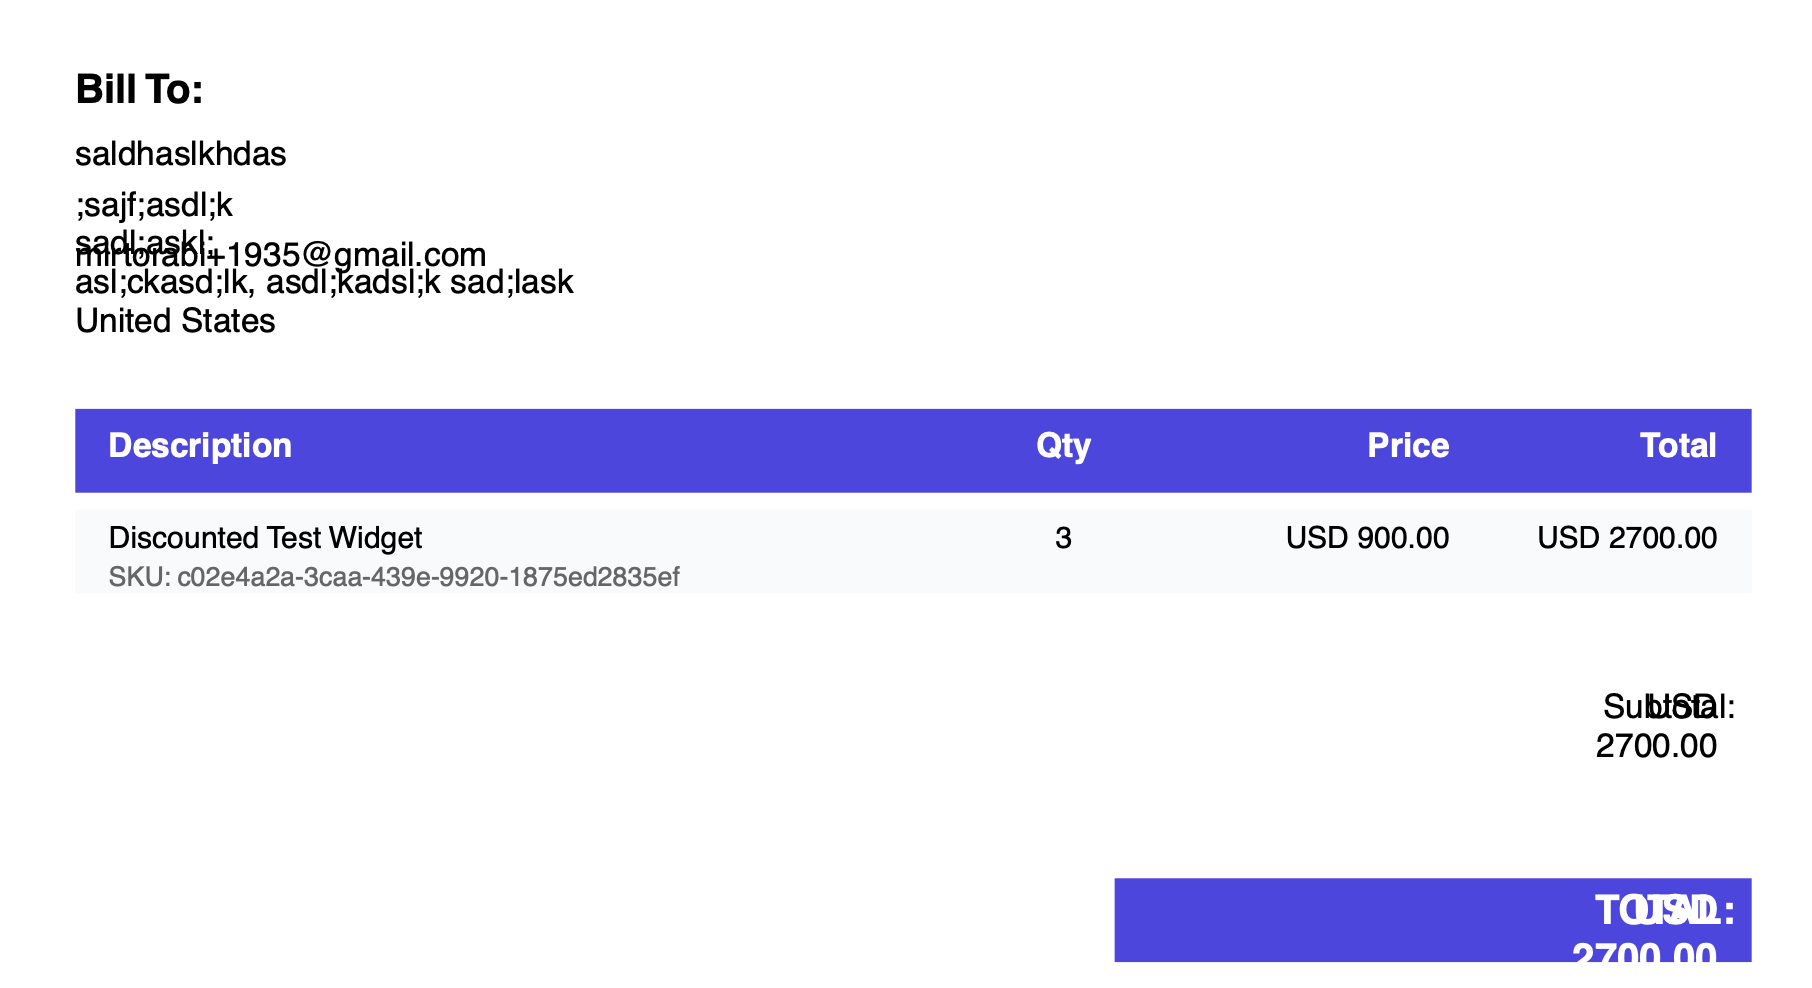 Bill To:
saldhaslkhdas
;sajf;asdl;k
sadl;askl;
mirtorabi+1935@gmail.com
asl;ckasd;lk, asdl;kadsl;k sad;lask
United States
Description Qty Price Total
Discounted Test Widget 3 USD 900.00 USD 2700.00
SKU: c02e4a2a-3caa-439e-9920-1875ed2835ef
Subtotal: USD
2700.00
TOTAL: USD
2700.00